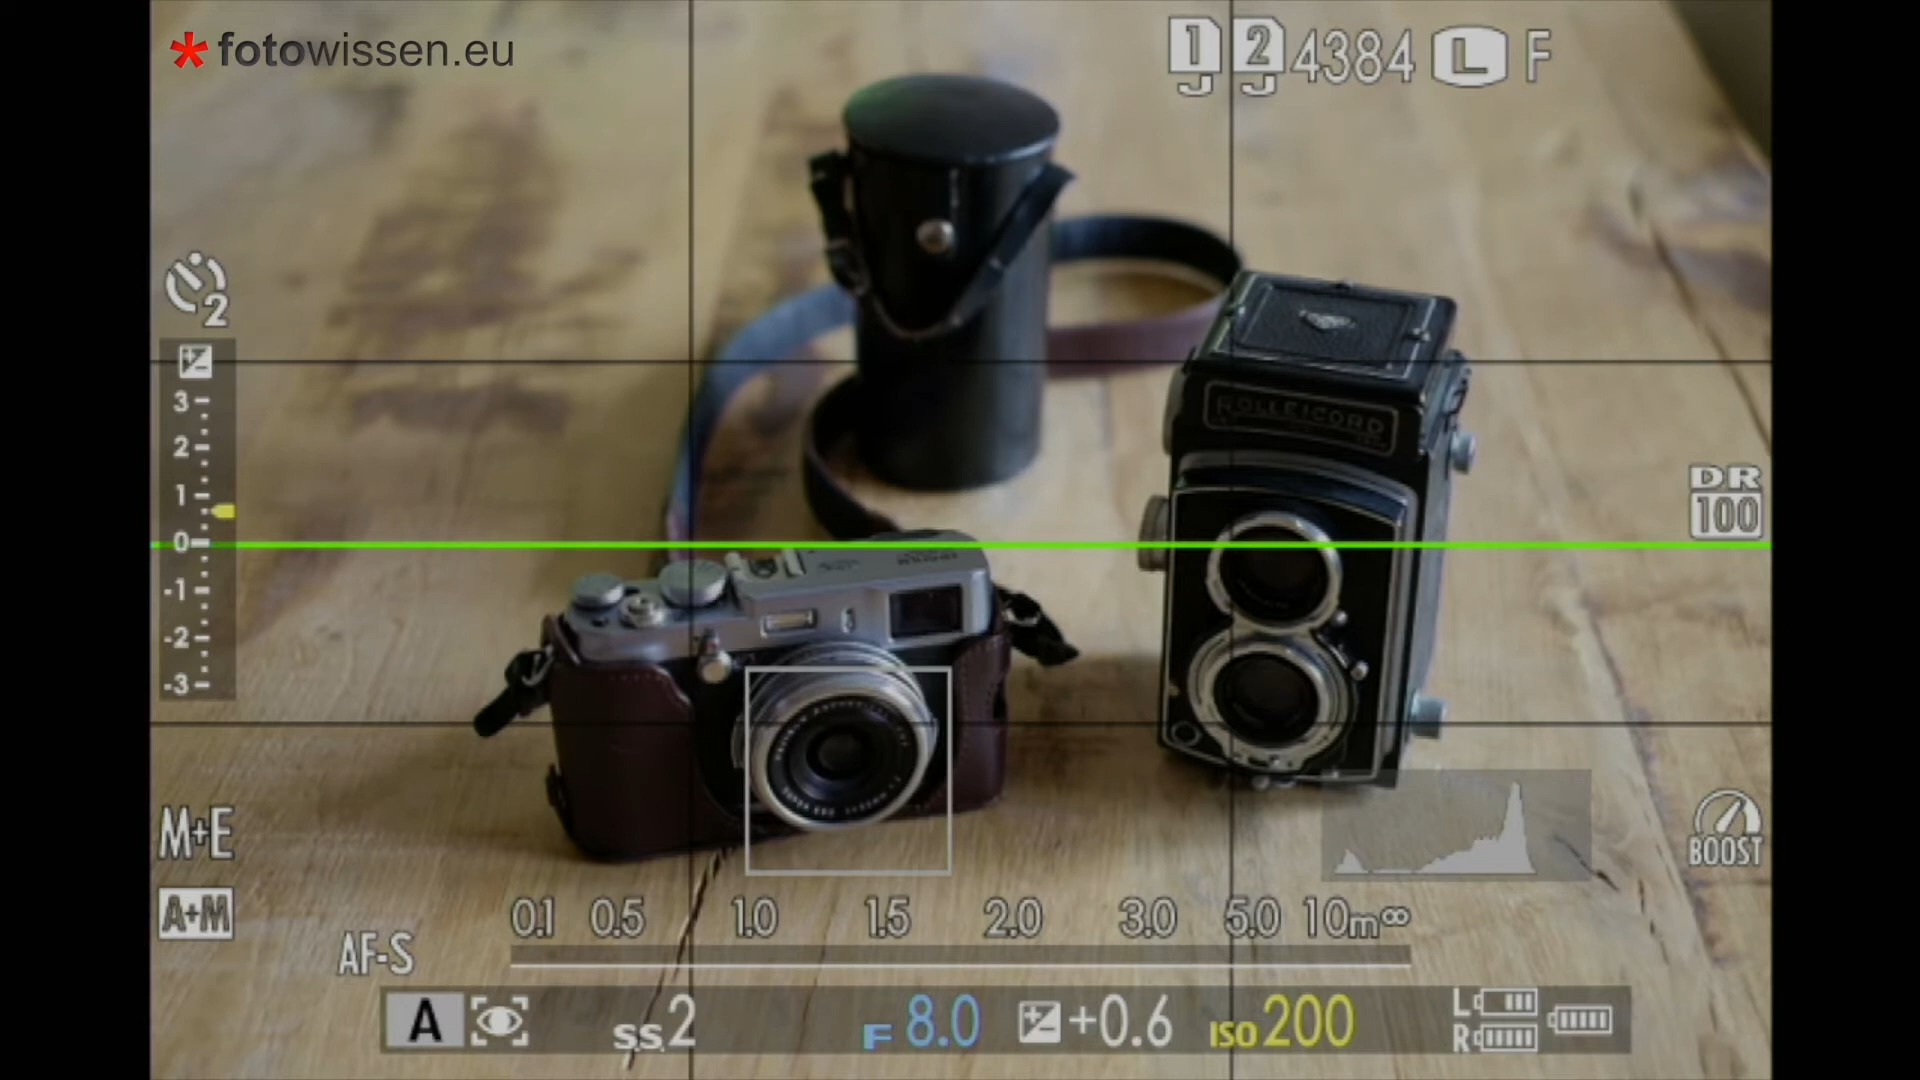 *fotowissen.eu
1 J 2 J 4384 L F
2
3
2
1
0
-1
-2
-3
DR
100
ROLLEICORD
M+E
BOOST
A+M
0.1 0.5 1.0 1.5 2.0 3.0 5.0 10m∞
AF-S
A S.S. 2 F 8.0 +0.6 ISO 200 L R